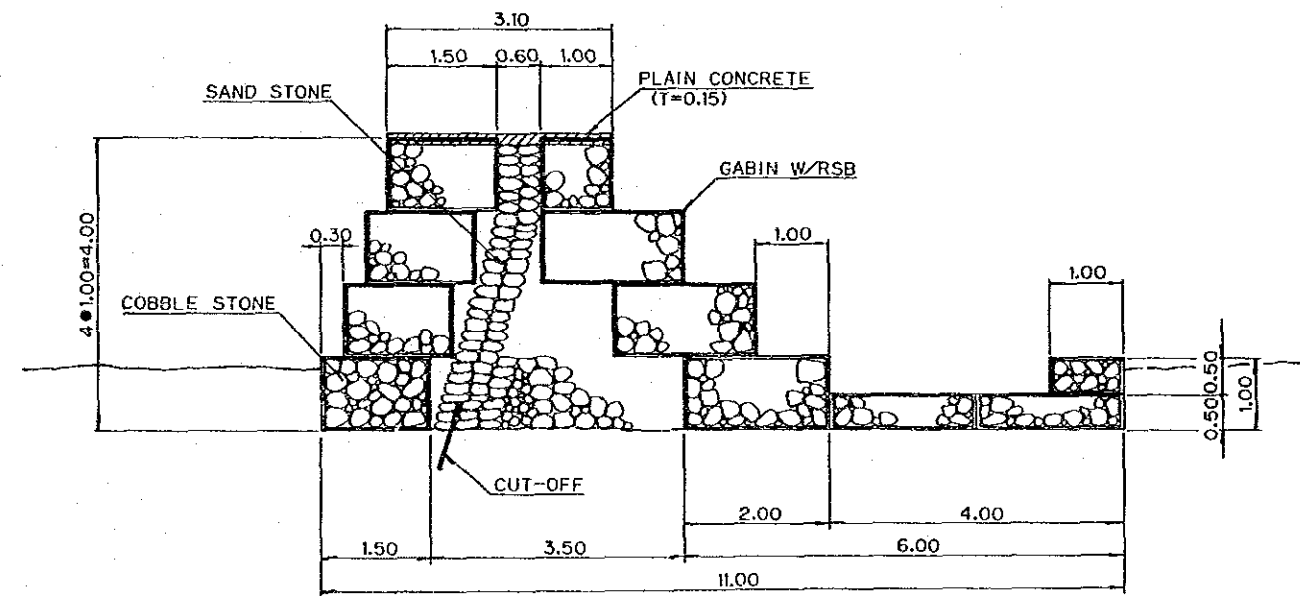 3.10
1.50 0.60 1.00
PLAIN CONCRETE
(T=0.15)
SAND STONE
GABIN W/RSB
0.30
1.00
1.00
COBBLE STONE
4●1.00=4.00
0.50 0.50
1.00
CUT-OFF
2.00 4.00
1.50 3.50 6.00
11.00